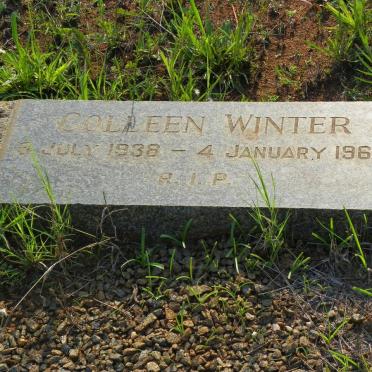 COLLEEN WINTER
JULY 1938 - 4 JANUARY 196
R.I.P.